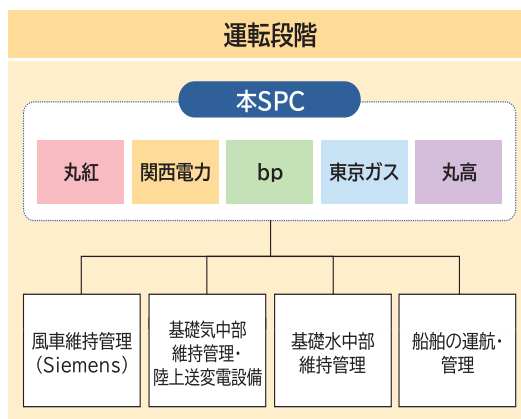 運転段階
本SPC
丸紅
関西電力
bp
東京ガス
丸高
風車維持管理
(Siemens)
基礎気中部
維持管理・
陸上送変電設備
基礎水中部
維持管理
船舶の運航・
管理